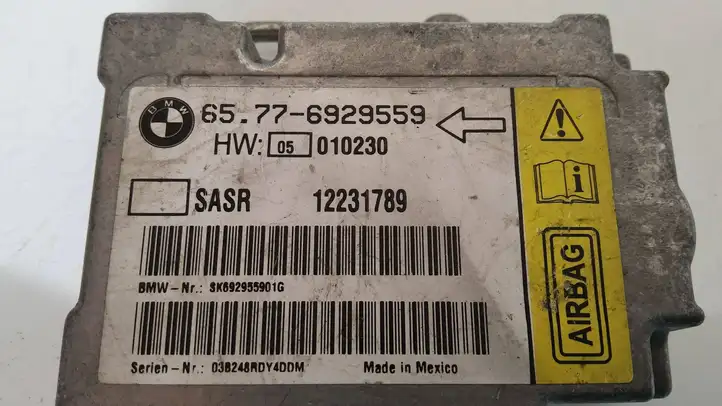 BMW
65.77-6929559
HW: 05 010230
SASR 12231789
BMW-Nr.: SK692955901G
Serien-Nr.: 038248RDY4DDM Made in Mexico
i
AIRBAG